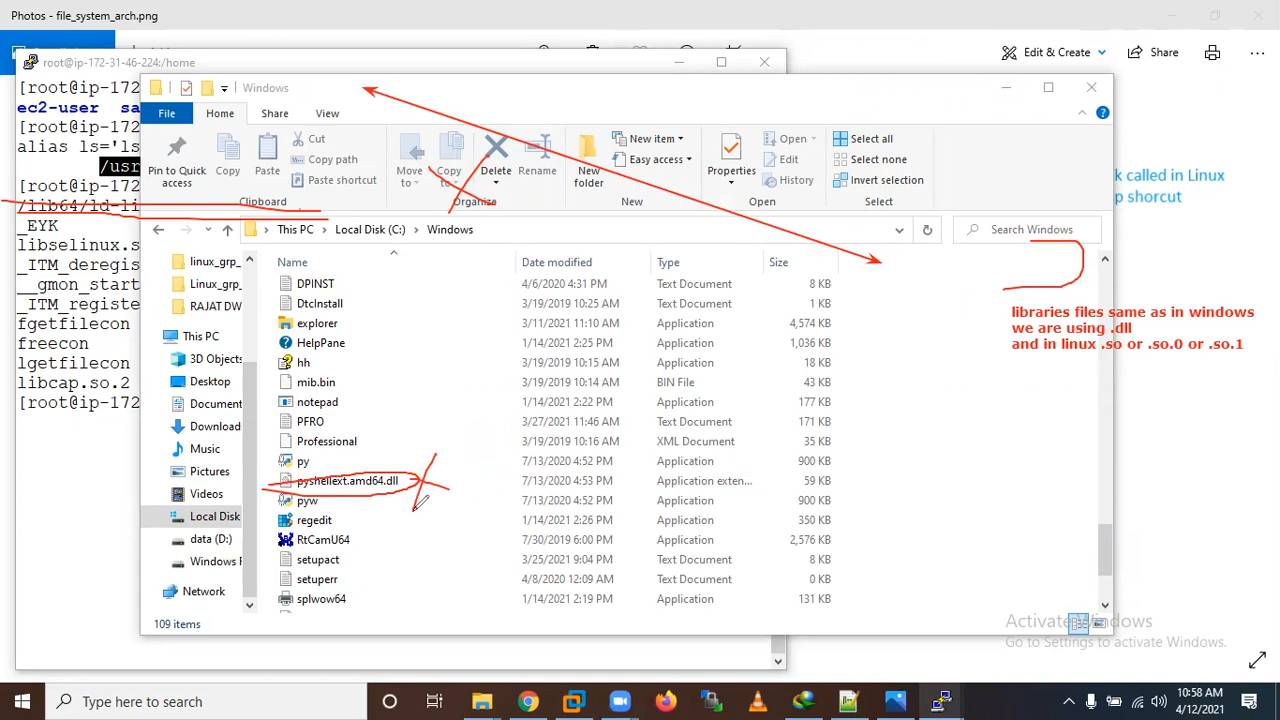 Photos - file_system_arch.png
Edit & Create
Share
root@ip-172-31-46-224:/home
[root@ip-172
ec2-user sa
[root@ip-172
alias ls='ls
/usr
[root@ip-172
/lib64/ld-li
_EYK
libselinux.s
_ITM_deregis
__gmon_start
_ITM_registe
fgetfilecon
freecon
lgetfilecon
libcap.so.2
[root@ip-172
Windows
File Home Share View
Pin to Quick access
Copy
Paste
Cut
Copy path
Paste shortcut
Clipboard
Move to
Copy to
Delete
Rename
Organize
New folder
New item
Easy access
New
Properties
Open
Edit
History
Open
Select all
Select none
Invert selection
Select
This PC Local Disk (C:) Windows
Search Windows
linux_grp_
Linux_grp_
RAJAT DW
This PC
3D Objects
Desktop
Document
Downloads
Music
Pictures
Videos
Local Disk
data (D:)
Windows F
Network
Name Date modified Type Size
DPINST 4/6/2020 4:31 PM Text Document 8 KB
DtcInstall 3/19/2019 10:25 AM Text Document 1 KB
explorer 3/11/2021 11:10 AM Application 4,574 KB
HelpPane 1/14/2021 2:25 PM Application 1,036 KB
hh 3/19/2019 10:15 AM Application 18 KB
mib.bin 3/19/2019 10:14 AM BIN File 43 KB
notepad 1/14/2021 2:22 PM Application 177 KB
PFRO 3/27/2021 11:46 AM Text Document 171 KB
Professional 3/19/2019 10:16 AM XML Document 35 KB
py 7/13/2020 4:52 PM Application 900 KB
pyshellext.amd64.dll 7/13/2020 4:53 PM Application exten... 59 KB
pyw 7/13/2020 4:52 PM Application 900 KB
regedit 1/14/2021 2:26 PM Application 350 KB
RtCamU64 7/30/2019 6:00 PM Application 2,576 KB
setupact 3/25/2021 9:04 PM Text Document 8 KB
setuperr 4/8/2020 12:09 AM Text Document 0 KB
splwow64 1/14/2021 2:19 PM Application 131 KB
109 items
k called in Linux
p shorcut
libraries files same as in windows
we are using .dll
and in linux .so or .so.0 or .so.1
Activate Windows
Go to Settings to activate Windows.
Type here to search
10:58 AM
4/12/2021